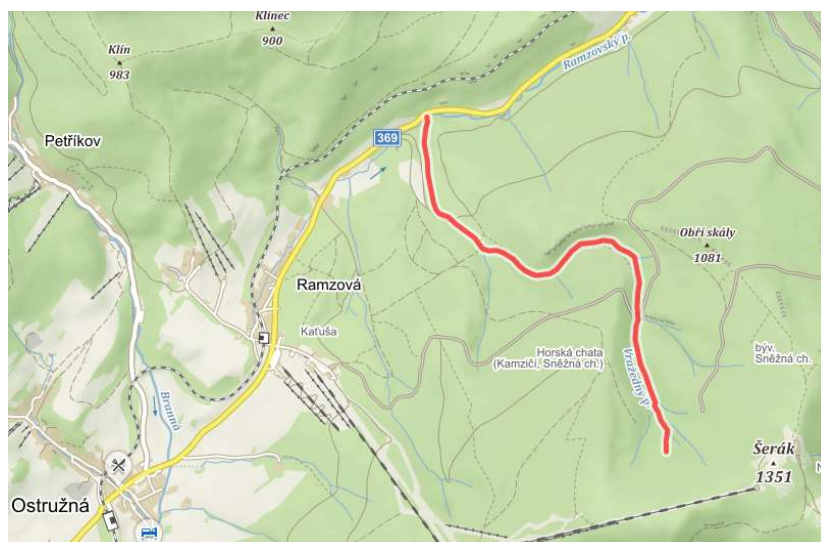 Klínec
900
Klín
983
Ramzovský p.
369
Petříkov
Obří skály
1081
Ramzová
Kaťuša
Horská chata
(Kamzičí, Sněžná ch.)
býv.
Sněžná ch.
Vražedný p.
Branná
Šerák
1351
Ostružná